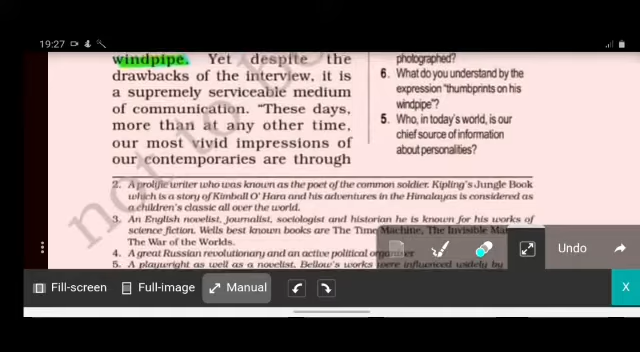 19:27
windpipe. Yet despite the
drawbacks of the interview, it is
a supremely serviceable medium
of communication. “These days,
more than at any other time,
our most vivid impressions of
our contemporaries are through
photographed?
6. What do you understand by the
expression “thumbprints on his
windpipe”?
5. Who, in today's world, is our
chief source of information
about personalities?
2. A prolific writer who was known as the poet of the common soldier. Kipling's Jungle Book
which is a story of Kimball O' Hara and his adventures in the Himalayas is considered as
a children's classic all over the world.
3. An English novelist, journalist, sociologist and historian he is known for his works of
science fiction. Wells best known books are The Time Machine, The Invisible
The War of the Worlds.
4. A great Russian revolutionary and an active political organiser
5. A playwright as well as a novelist, Bellow's works were influenced widely by
not to be
Undo
Fill-screen
Full-image
Manual
X